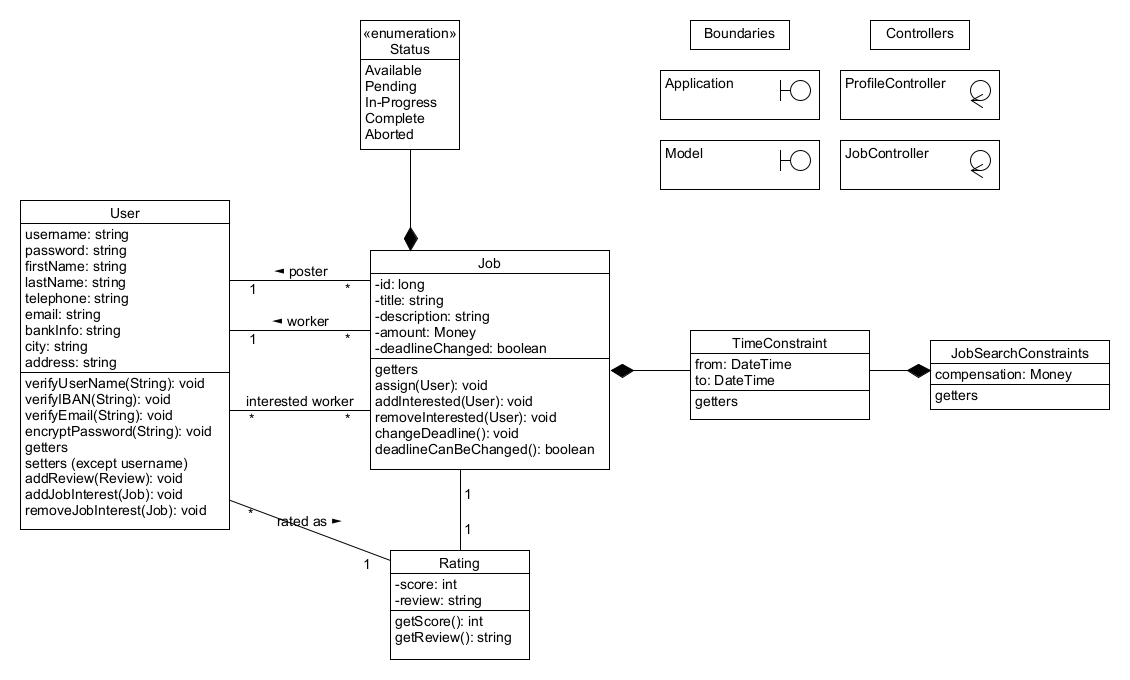 «enumeration»
Status
Available
Pending
In-Progress
Complete
Aborted
Boundaries
Controllers
Application
ProfileController
Model
JobController
User
username: string
password: string
firstName: string
lastName: string
telephone: string
email: string
bankInfo: string
city: string
address: string
verifyUserName(String): void
verifyIBAN(String): void
verifyEmail(String): void
encryptPassword(String): void
getters
setters (except username)
addReview(Review): void
addJobInterest(Job): void
removeJobInterest(Job): void
◄ poster
1 *
◄ worker
1 *
interested worker
* *
Job
-id: long
-title: string
-description: string
-amount: Money
-deadlineChanged: boolean
getters
assign(User): void
addInterested(User): void
removeInterested(User): void
changeDeadline(): void
deadlineCanBeChanged(): boolean
TimeConstraint
from: DateTime
to: DateTime
getters
JobSearchConstraints
compensation: Money
getters
1
1
* rated as ►
1
Rating
-score: int
-review: string
getScore(): int
getReview(): string